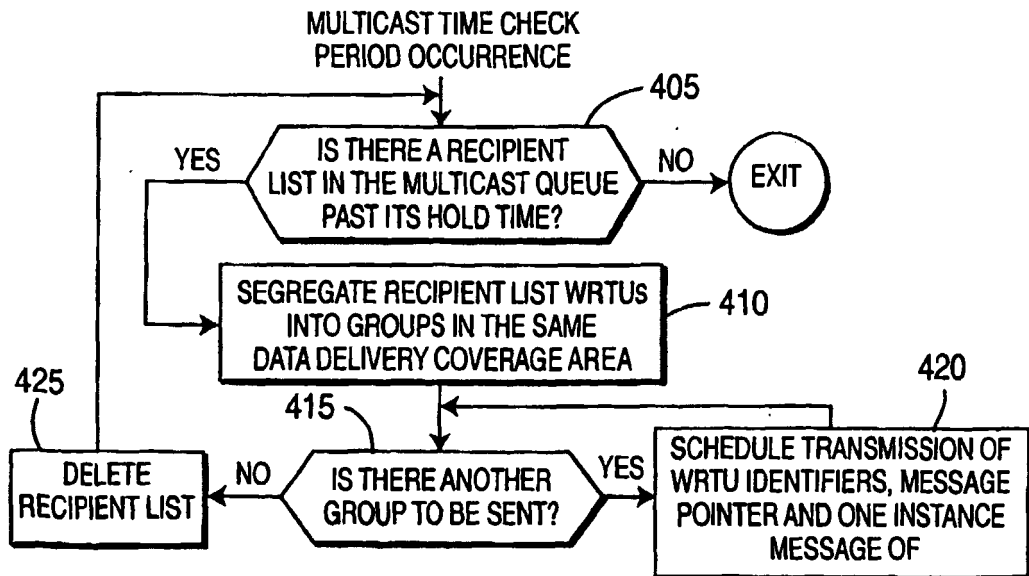 MULTICAST TIME CHECK
PERIOD OCCURRENCE
405
IS THERE A RECIPIENT
LIST IN THE MULTICAST QUEUE
PAST ITS HOLD TIME?
YES
NO
EXIT
SEGREGATE RECIPIENT LIST WRTUs
INTO GROUPS IN THE SAME
DATA DELIVERY COVERAGE AREA
410
415
IS THERE ANOTHER
GROUP TO BE SENT?
NO
YES
425
DELETE
RECIPIENT LIST
420
SCHEDULE TRANSMISSION OF
WRTU IDENTIFIERS, MESSAGE
POINTER AND ONE INSTANCE
MESSAGE OF